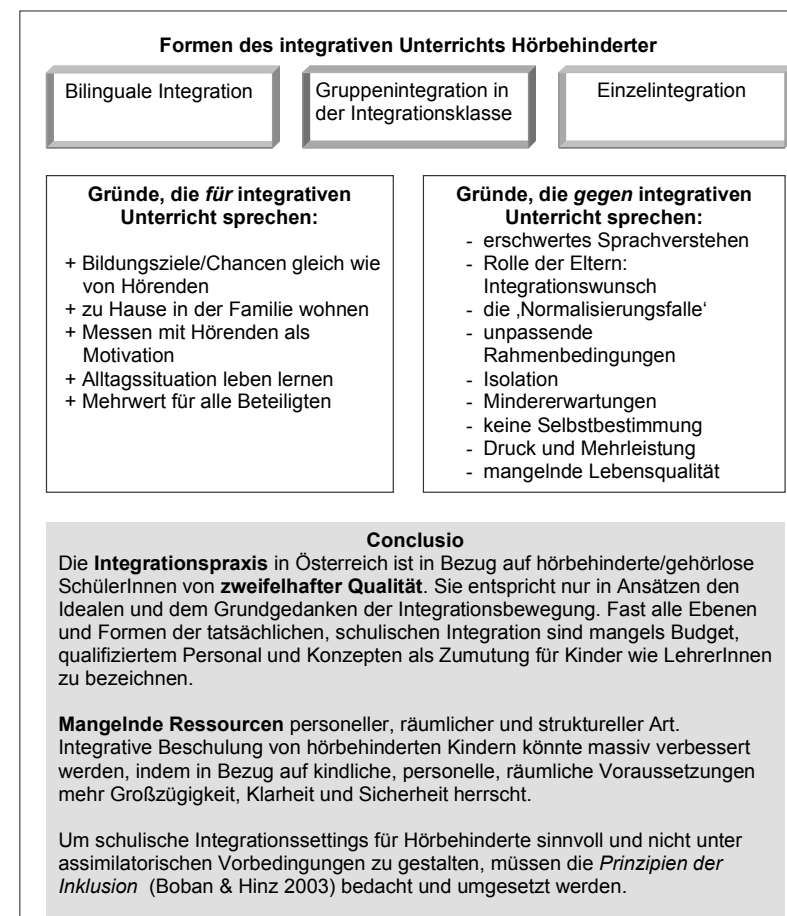 Formen des integrativen Unterrichts Hörbehinderter
Bilinguale Integration
Gruppenintegration in
der Integrationsklasse
Einzelintegration
Gründe, die für integrativen
Unterricht sprechen:
+ Bildungsziele/Chancen gleich wie
von Hörenden
+ zu Hause in der Familie wohnen
+ Messen mit Hörenden als
Motivation
+ Alltagssituation leben lernen
+ Mehrwert für alle Beteiligten
Gründe, die gegen integrativen
Unterricht sprechen:
- erschwertes Sprachverstehen
- Rolle der Eltern:
Integrationswunsch
- die ‚Normalisierungsfalle‘
- unpassende
Rahmenbedingungen
- Isolation
- Mindererwartungen
- keine Selbstbestimmung
- Druck und Mehrleistung
- mangelnde Lebensqualität
Conclusio
Die Integrationspraxis in Österreich ist in Bezug auf hörbehinderte/gehörlose
SchülerInnen von zweifelhafter Qualität. Sie entspricht nur in Ansätzen den
Idealen und dem Grundgedanken der Integrationsbewegung. Fast alle Ebenen
und Formen der tatsächlichen, schulischen Integration sind mangels Budget,
qualifiziertem Personal und Konzepten als Zumutung für Kinder wie LehrerInnen
zu bezeichnen.
Mangelnde Ressourcen personeller, räumlicher und struktureller Art.
Integrative Beschulung von hörbehinderten Kindern könnte massiv verbessert
werden, indem in Bezug auf kindliche, personelle, räumliche Voraussetzungen
mehr Großzügigkeit, Klarheit und Sicherheit herrscht.
Um schulische Integrationssettings für Hörbehinderte sinnvoll und nicht unter
assimilatorischen Vorbedingungen zu gestalten, müssen die Prinzipien der
Inklusion (Boban & Hinz 2003) bedacht und umgesetzt werden.